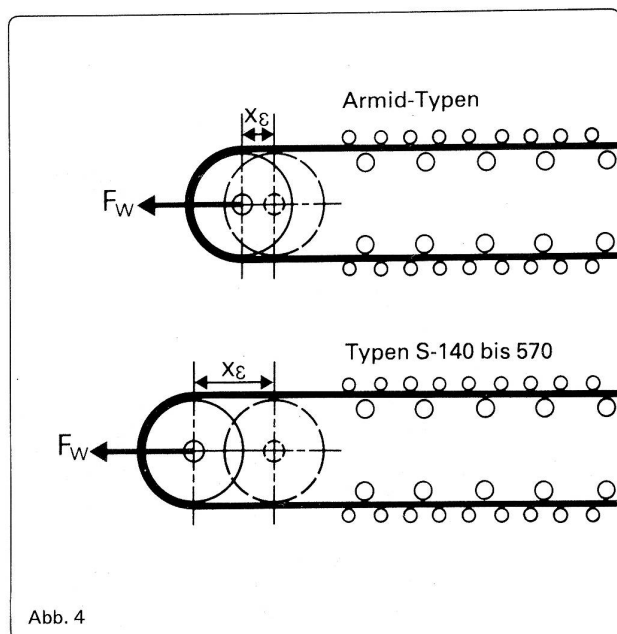 Armid-Typen
xε
Fw
Typen S-140 bis 570
xε
Fw
Abb. 4